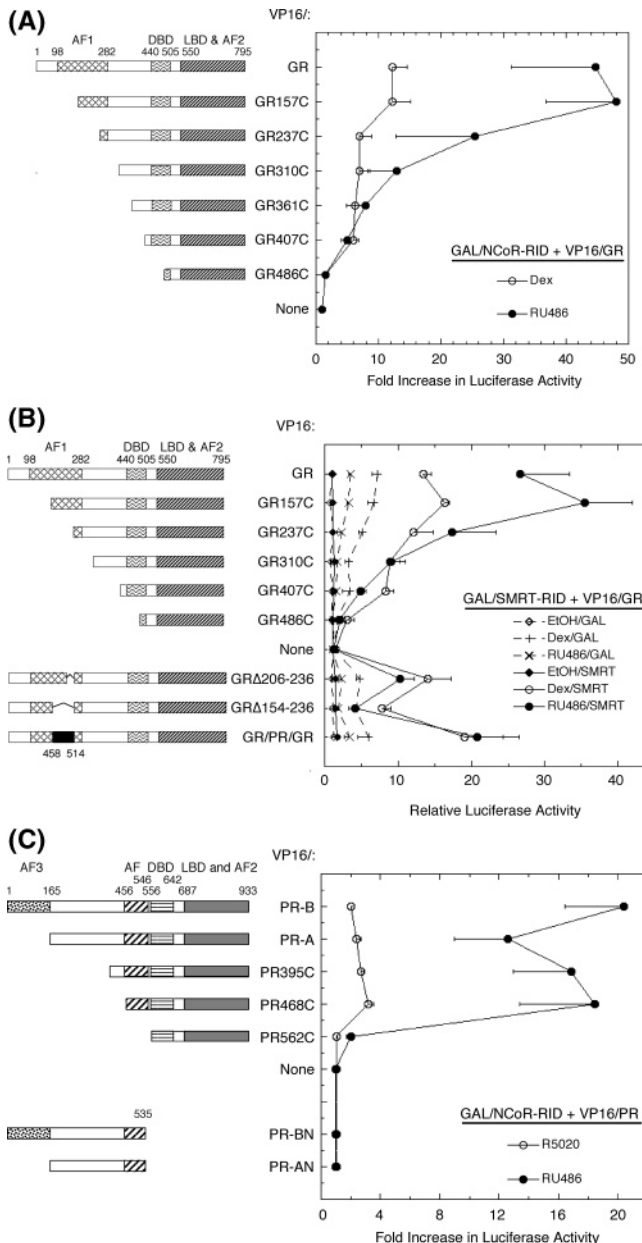 (A)
VP16/:
AF1 DBD LBD & AF2
1 98 282 440 505 550 795
GR
GR157C
GR237C
GR310C
GR361C
GR407C
GR486C
None
GAL/NCoR-RID + VP16/GR
Dex
RU486
0 10 20 30 40 50
Fold Increase in Luciferase Activity
(B)
VP16:
AF1 DBD LBD & AF2
1 98 282 440 505 550 795
GR
GR157C
GR237C
GR310C
GR407C
GR486C
None
GRΔ206-236
GRΔ154-236
GR/PR/GR
458 514
GAL/SMRT-RID + VP16/GR
EtOH/GAL
Dex/GAL
RU486/GAL
EtOH/SMRT
Dex/SMRT
RU486/SMRT
0 10 20 30 40
Relative Luciferase Activity
(C)
VP16/:
AF3 AF DBD LBD and AF2
546 642
1 165 456 556 687 933
PR-B
PR-A
PR395C
PR468C
PR562C
None
535
PR-BN
PR-AN
GAL/NCoR-RID + VP16/PR
R5020
RU486
0 4 8 12 16 20
Fold Increase in Luciferase Activity